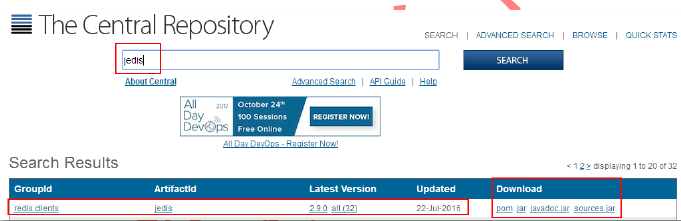 The Central Repository
SEARCH | ADVANCED SEARCH | BROWSE | QUICK STATS
jedis
SEARCH
About Central
Advanced Search | API Guide | Help
All Day DevOps 2017
October 24th
100 Sessions
Free Online
REGISTER NOW!
All Day DevOps - Register Now!
Search Results
< 1 2 > displaying 1 to 20 of 32
GroupId ArtifactId Latest Version Updated Download
redis.clients jedis 2.9.0 all (32) 22-Jul-2016 pom jar javadoc.jar sources.jar